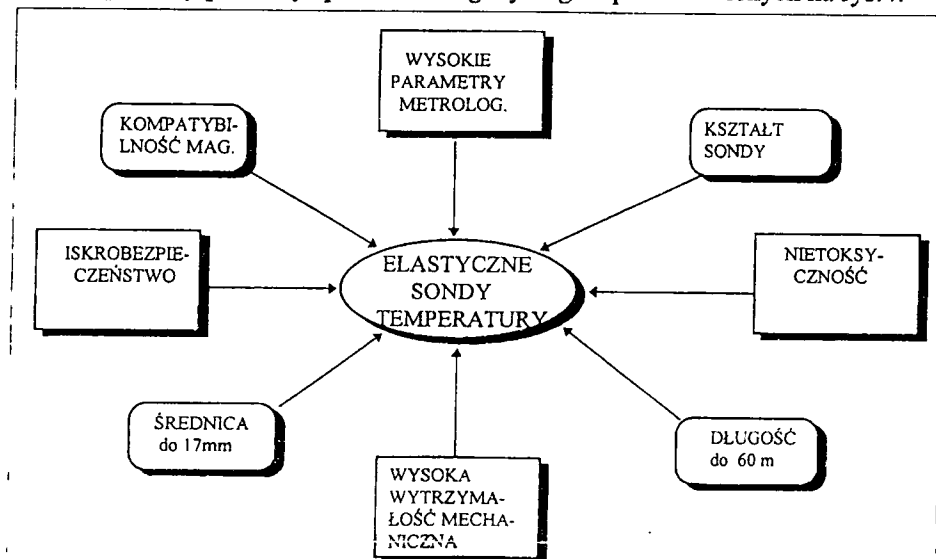 WYSOKIE
PARAMETRY
METROLOG.
KOMPATYBI-
LNOŚĆ MAG.
KSZTAŁT
SONDY
ISKROBEZPIE-
CZEŃSTWO
ELASTYCZNE
SONDY
TEMPERATURY
NIETOKSY-
CZNOŚĆ
ŚREDNICA
do 17mm
WYSOKA
WYTRZYMA-
ŁOŚĆ MECHA-
NICZNA
DŁUGOŚĆ
do 60 m